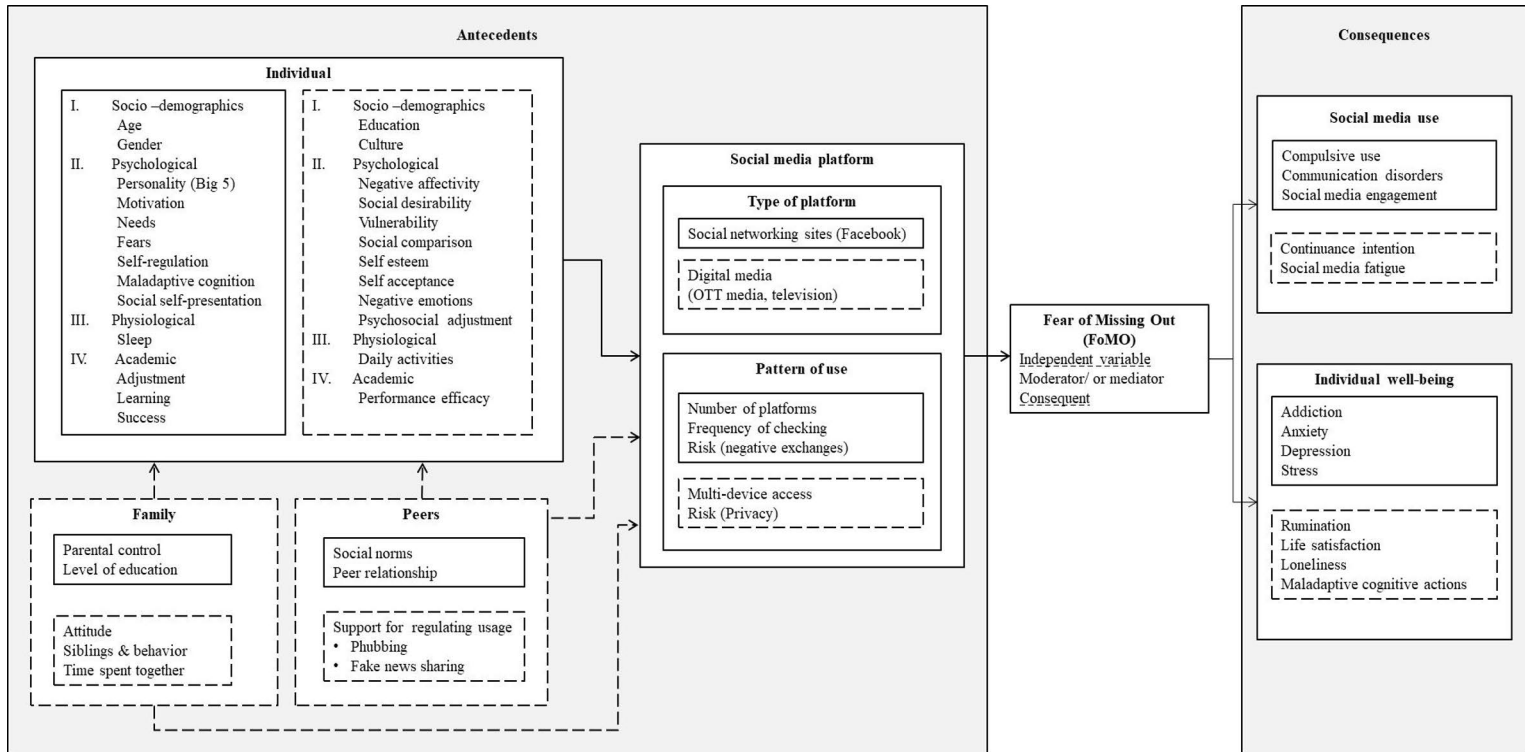 Antecedents
Individual
I. Socio –demographics
Age
Gender
II. Psychological
Personality (Big 5)
Motivation
Needs
Fears
Self-regulation
Maladaptive cognition
Social self-presentation
III. Physiological
Sleep
IV. Academic
Adjustment
Learning
Success
I. Socio –demographics
Education
Culture
II. Psychological
Negative affectivity
Social desirability
Vulnerability
Social comparison
Self esteem
Self acceptance
Negative emotions
Psychosocial adjustment
III. Physiological
Daily activities
IV. Academic
Performance efficacy
Family
Parental control
Level of education
Attitude
Siblings & behavior
Time spent together
Peers
Social norms
Peer relationship
Support for regulating usage
• Phubbing
• Fake news sharing
Social media platform
Type of platform
Social networking sites (Facebook)
Digital media
(OTT media, television)
Pattern of use
Number of platforms
Frequency of checking
Risk (negative exchanges)
Multi-device access
Risk (Privacy)
Fear of Missing Out
(FoMO)
Independent variable
Moderator/ or mediator
Consequent
Consequences
Social media use
Compulsive use
Communication disorders
Social media engagement
Continuance intention
Social media fatigue
Individual well-being
Addiction
Anxiety
Depression
Stress
Rumination
Life satisfaction
Loneliness
Maladaptive cognitive actions